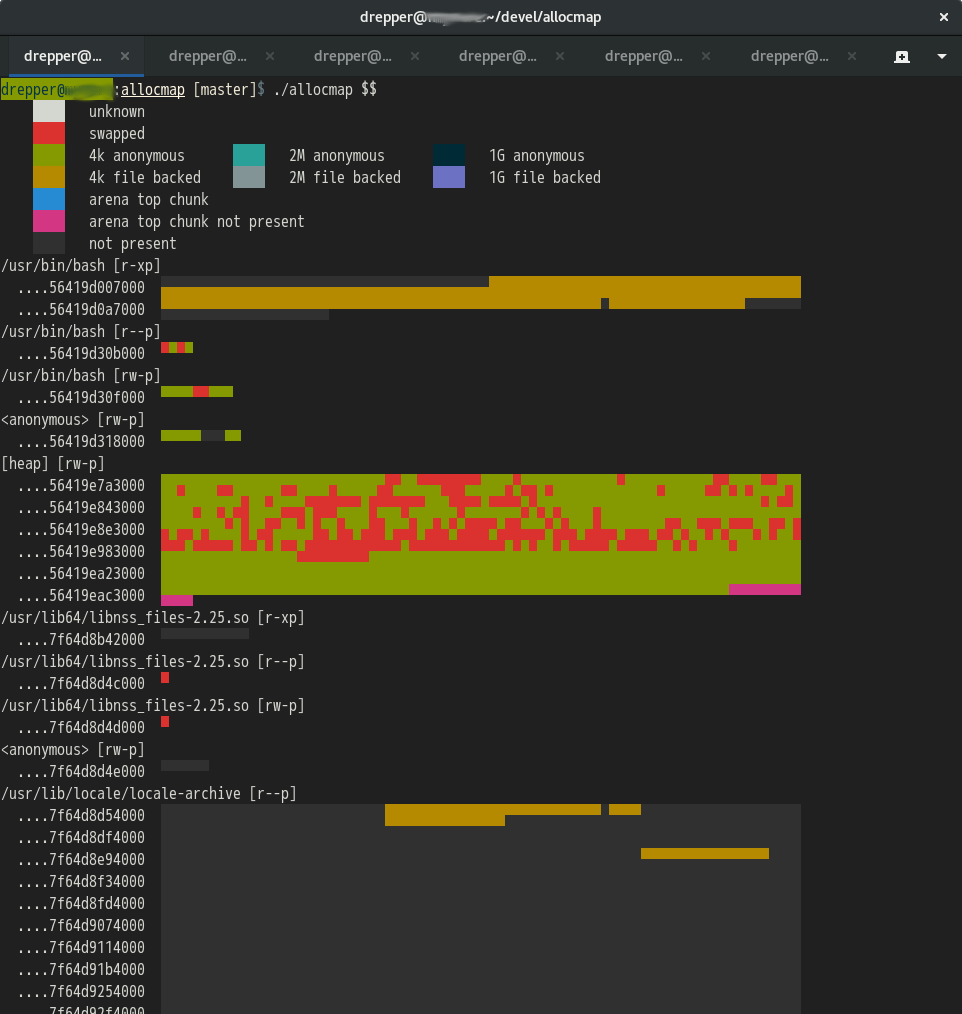 drepper@ :~/devel/allocmap
drepper@... drepper@... drepper@... drepper@... drepper@... drepper@...
drepper@ :allocmap [master]$ ./allocmap $$
unknown
swapped
4k anonymous 2M anonymous 1G anonymous
4k file backed 2M file backed 1G file backed
arena top chunk
arena top chunk not present
not present
/usr/bin/bash [r-xp]
....56419d007000
....56419d0a7000
/usr/bin/bash [r--p]
....56419d30b000
/usr/bin/bash [rw-p]
....56419d30f000
<anonymous> [rw-p]
....56419d318000
[heap] [rw-p]
....56419e7a3000
....56419e843000
....56419e8e3000
....56419e983000
....56419ea23000
....56419eac3000
/usr/lib64/libnss_files-2.25.so [r-xp]
....7f64d8b42000
/usr/lib64/libnss_files-2.25.so [r--p]
....7f64d8d4c000
/usr/lib64/libnss_files-2.25.so [rw-p]
....7f64d8d4d000
<anonymous> [rw-p]
....7f64d8d4e000
/usr/lib/locale/locale-archive [r--p]
....7f64d8d54000
....7f64d8df4000
....7f64d8e94000
....7f64d8f34000
....7f64d8fd4000
....7f64d9074000
....7f64d9114000
....7f64d91b4000
....7f64d9254000
....7f64d92f4000